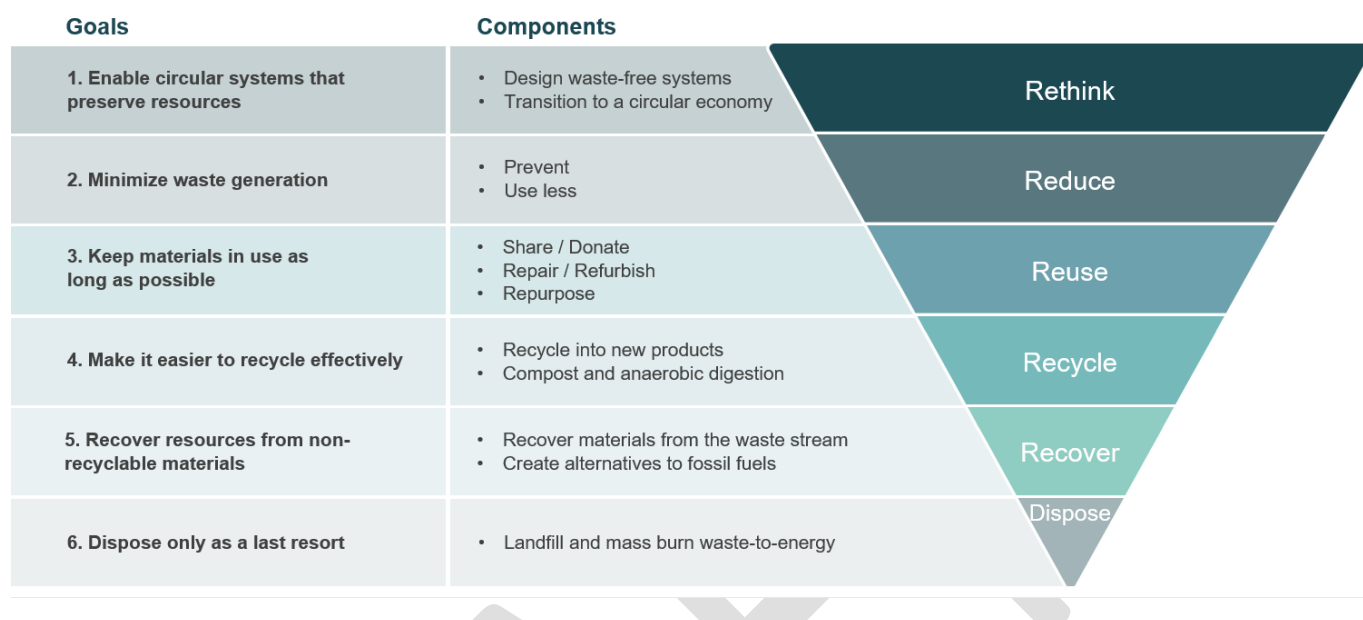 Goals
Components
1. Enable circular systems that
preserve resources
• Design waste-free systems
• Transition to a circular economy
Rethink
2. Minimize waste generation
• Prevent
• Use less
Reduce
3. Keep materials in use as
long as possible
• Share / Donate
• Repair / Refurbish
• Repurpose
Reuse
4. Make it easier to recycle effectively
• Recycle into new products
• Compost and anaerobic digestion
Recycle
5. Recover resources from non-
recyclable materials
• Recover materials from the waste stream
• Create alternatives to fossil fuels
Recover
6. Dispose only as a last resort
• Landfill and mass burn waste-to-energy
Dispose